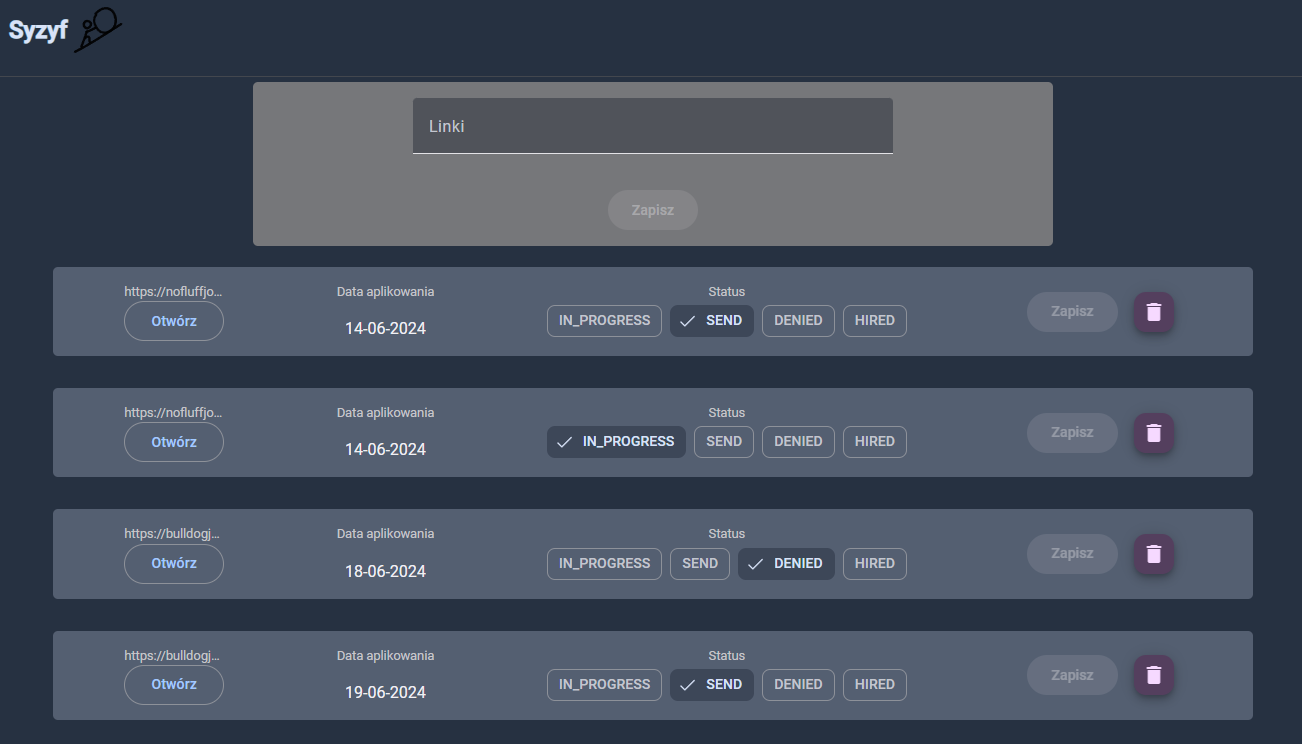 Syzyf
Linki
Zapisz
https://nofluffjo...
Data aplikowania
Status
Otwórz
14-06-2024
IN_PROGRESS
SEND
DENIED
HIRED
Zapisz
https://nofluffjo...
Data aplikowania
Status
Otwórz
14-06-2024
IN_PROGRESS
SEND
DENIED
HIRED
Zapisz
https://bulldogj...
Data aplikowania
Status
Otwórz
18-06-2024
IN_PROGRESS
SEND
DENIED
HIRED
Zapisz
https://bulldogj...
Data aplikowania
Status
Otwórz
19-06-2024
IN_PROGRESS
SEND
DENIED
HIRED
Zapisz